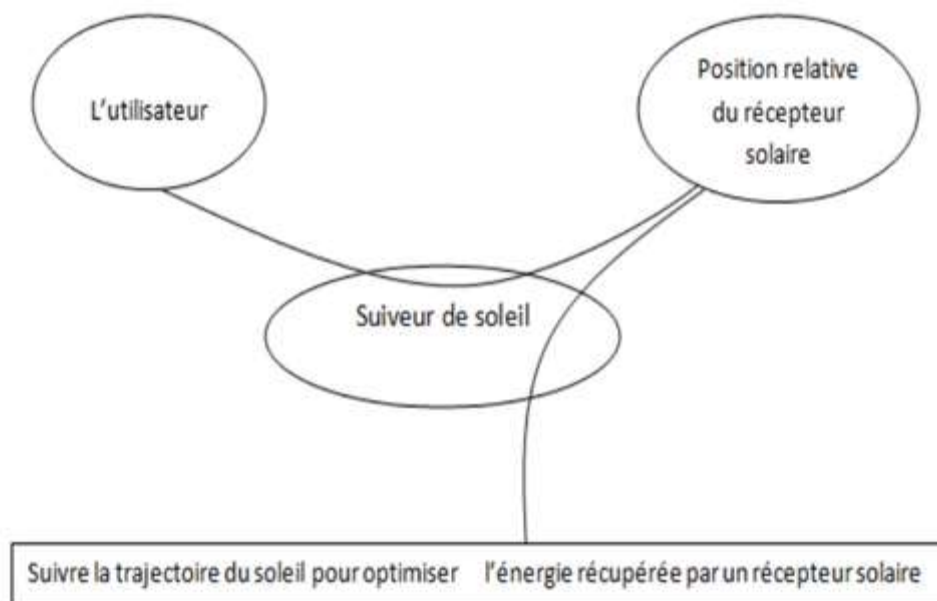 L'utilisateur
Position relative
du récepteur
solaire
Suiveur de soleil
Suivre la trajectoire du soleil pour optimiser l'énergie récupérée par un récepteur solaire